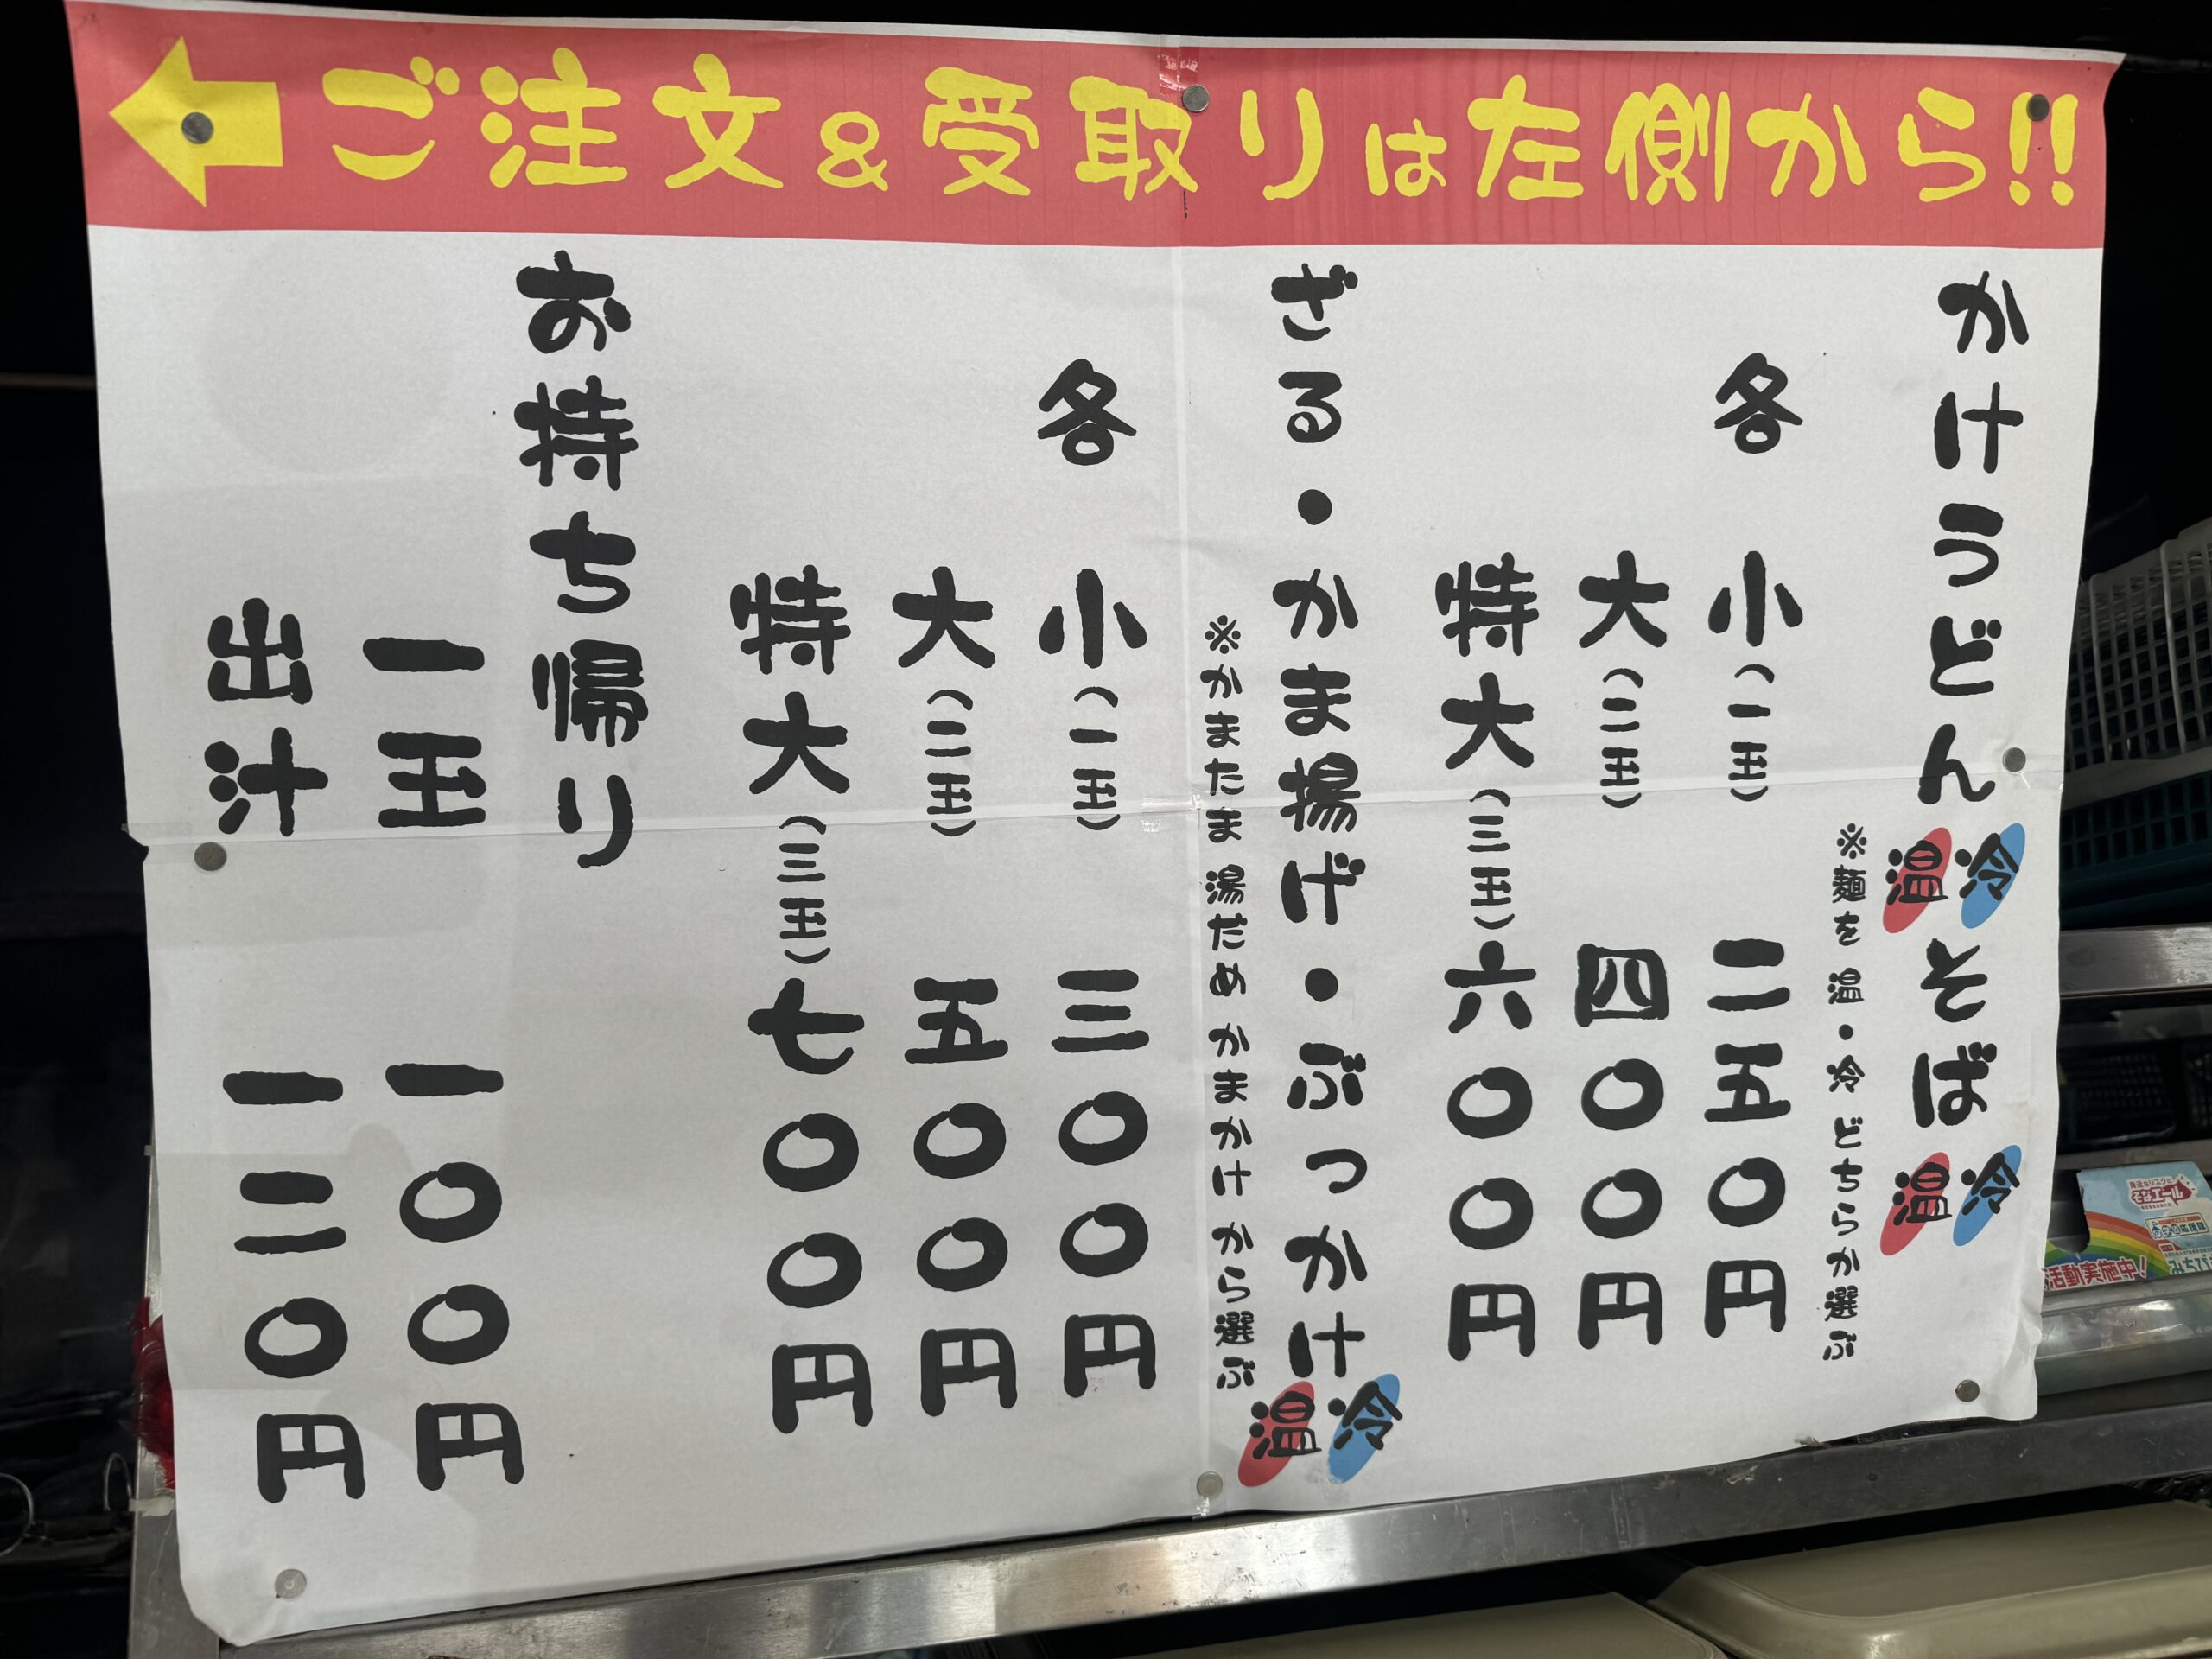 ご注文&受取りは左側から!!
かけうどん 温 冷 そば 温 冷
※麺を 温・冷 どちらか選ぶ
各 小(一玉) 二五〇円
大(二玉) 四〇〇円
特大(三玉) 六〇〇円
ざる・かま揚げ・ぶっかけ 温 冷
※かまたま 湯だめ かまかけ から選ぶ
各 小(一玉) 三〇〇円
大(二玉) 五〇〇円
特大(三玉) 七〇〇円
お持ち帰り
一玉 一〇〇円
出汁 一二〇円
活動実施中!